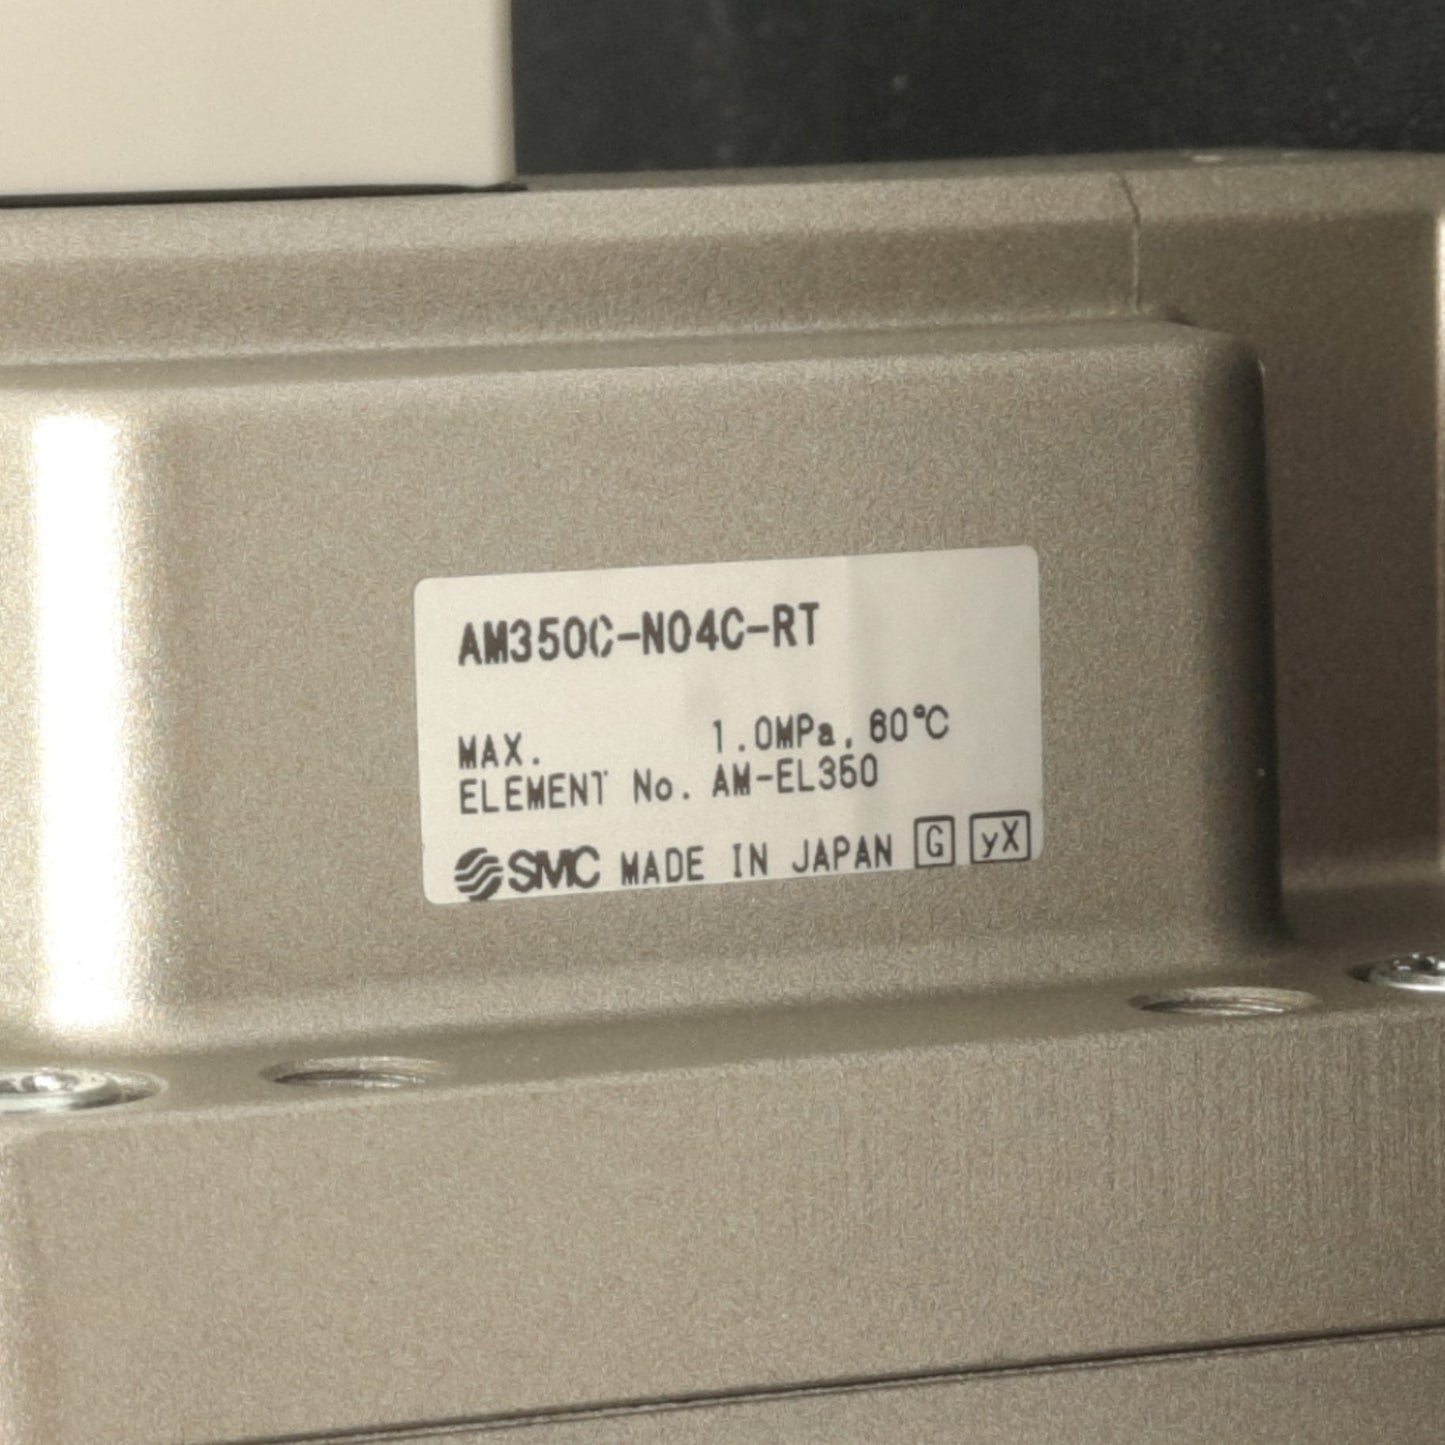 AM350C-N04C-RT
MAX. 1.0MPa, 60°C
ELEMENT No. AM-EL350
SMC MADE IN JAPAN G yX